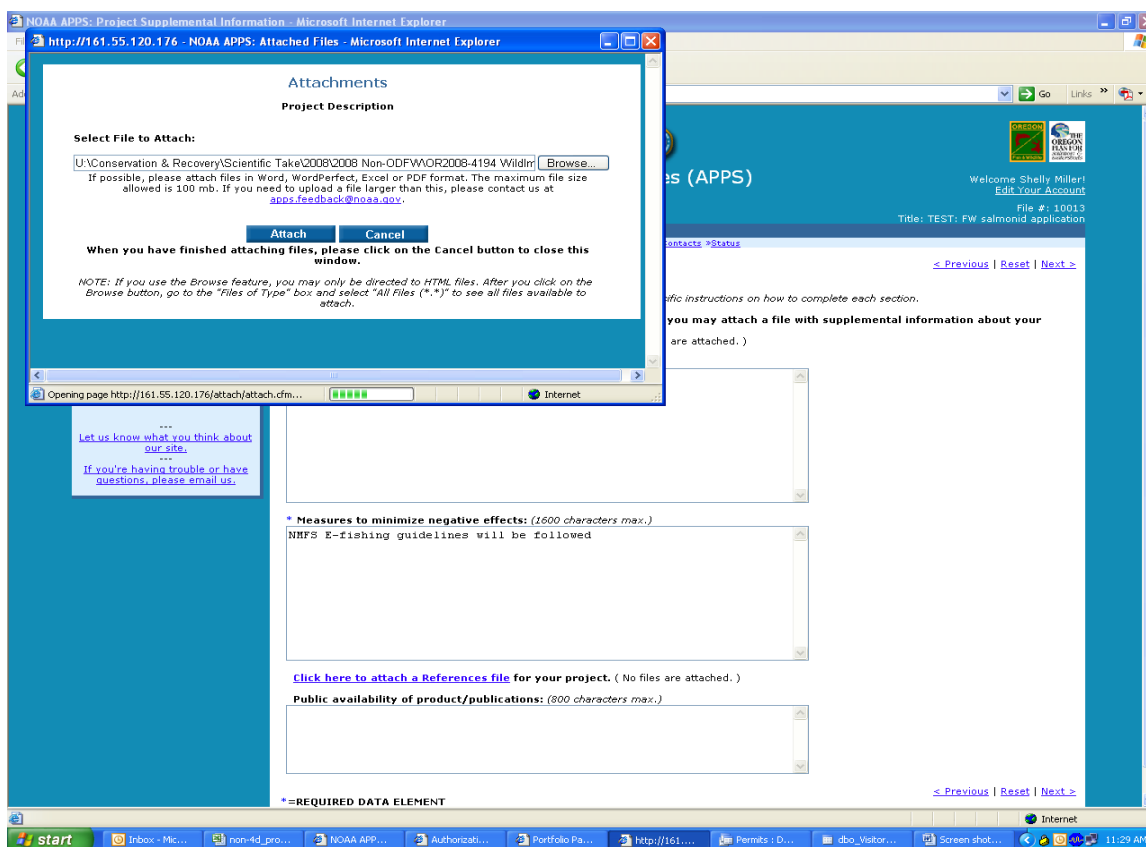 NOAA APPS: Project Supplemental Information - Microsoft Internet Explorer
http://161.55.120.176 - NOAA APPS: Attached Files - Microsoft Internet Explorer
Attachments
Project Description
Select File to Attach:
U:\Conservation & Recovery\Scientific Take\2008\2008 Non-ODFW\OR2008-4194 Wildlm
Browse...
If possible, please attach files in Word, WordPerfect, Excel or PDF format. The maximum file size
allowed is 100 mb. If you need to upload a file larger than this, please contact us at
apps.feedback@noaa.gov.
Attach Cancel
When you have finished attaching files, please click on the Cancel button to close this
window.
NOTE: If you use the Browse feature, you may only be directed to HTML files. After you click on the
Browse button, go to the "Files of Type" box and select "All Files (*.*)" to see all files available to
attach.
Opening page http://161.55.120.176/attach/attach.cfm...
Internet
Go Links »
OREGON
THE
OREGON
PLAN FOR
es (APPS)
Welcome Shelly Miller!
Edit Your Account
File #: 10013
Title: TEST: FW salmonid application
Contacts »Status
< Previous | Reset | Next >
ific instructions on how to complete each section.
you may attach a file with supplemental information about your
are attached. )
---
Let us know what you think about
our site.
---
If you're having trouble or have
questions, please email us.
* Measures to minimize negative effects: (1600 characters max.)
NMFS E-fishing guidelines will be followed
Click here to attach a References file for your project. ( No files are attached. )
Public availability of product/publications: (800 characters max.)
< Previous | Reset | Next >
*=REQUIRED DATA ELEMENT
Internet
start
Inbox - Mic...
non-4d_pro...
NOAA APP...
Authorizati...
Portfolio Pa...
http://161....
Permits : D...
dbo_Visitor...
Screen shot...
11:29 AM